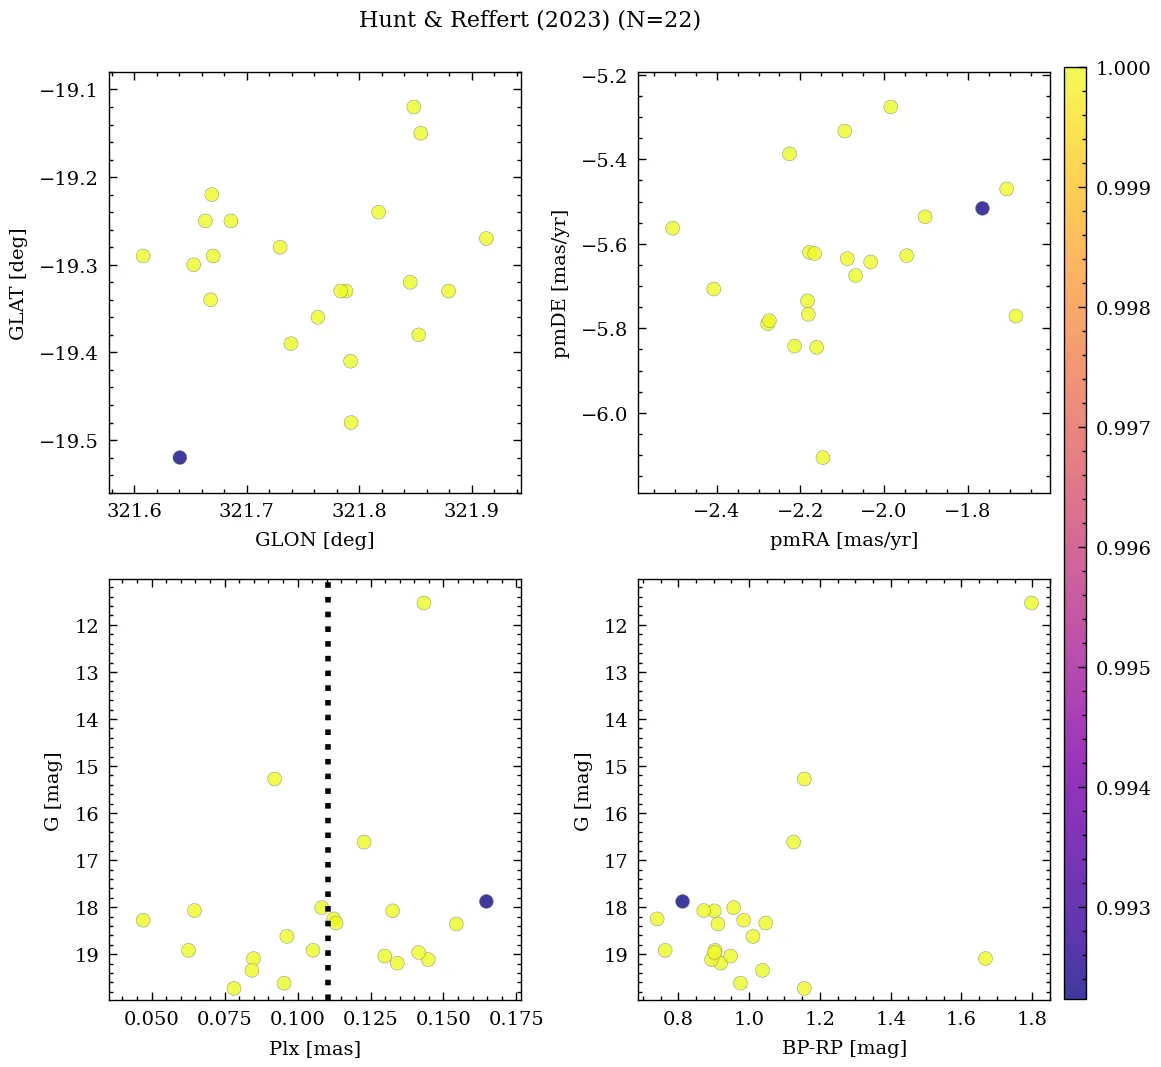 Hunt & Reffert (2023) (N=22)
−19.1
−19.2
−19.3
−19.4
−19.5
GLAT [deg]
321.6 321.7 321.8 321.9
GLON [deg]
−5.2
−5.4
−5.6
−5.8
−6.0
pmDE [mas/yr]
−2.4 −2.2 −2.0 −1.8
pmRA [mas/yr]
12
13
14
15
16
17
18
19
G [mag]
0.050 0.075 0.100 0.125 0.150 0.175
Plx [mas]
12
13
14
15
16
17
18
19
G [mag]
0.8 1.0 1.2 1.4 1.6 1.8
BP-RP [mag]
1.000
0.999
0.998
0.997
0.996
0.995
0.994
0.993